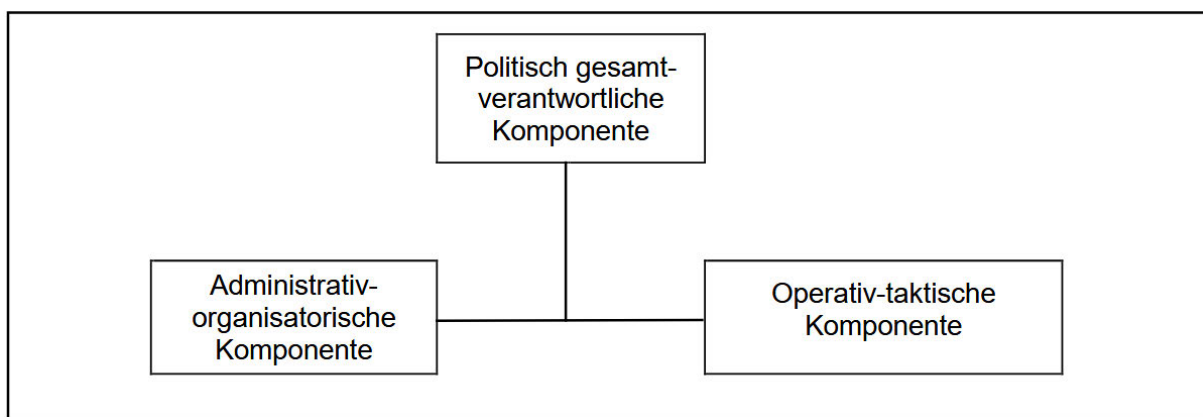 Politisch gesamt-
verantwortliche
Komponente
Administrativ-
organisatorische
Komponente
Operativ-taktische
Komponente